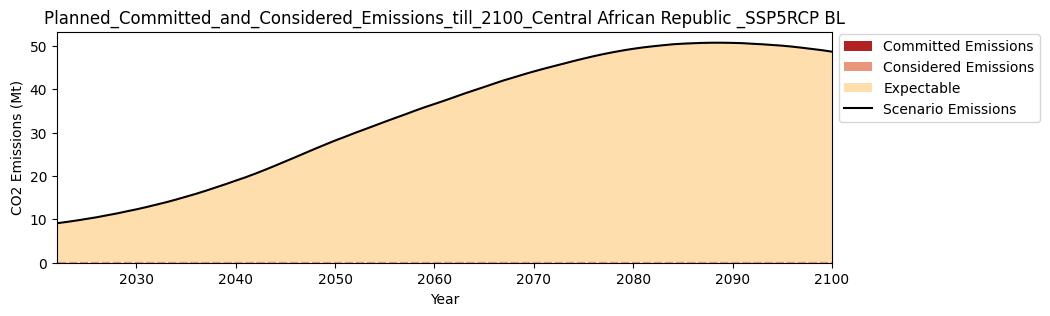 Planned_Committed_and_Considered_Emissions_till_2100_Central African Republic _SSP5RCP BL
50
40
30
20
10
0
CO2 Emissions (Mt)
2030
2040
2050
2060
2070
2080
2090
2100
Year
Committed Emissions
Considered Emissions
Expectable
Scenario Emissions